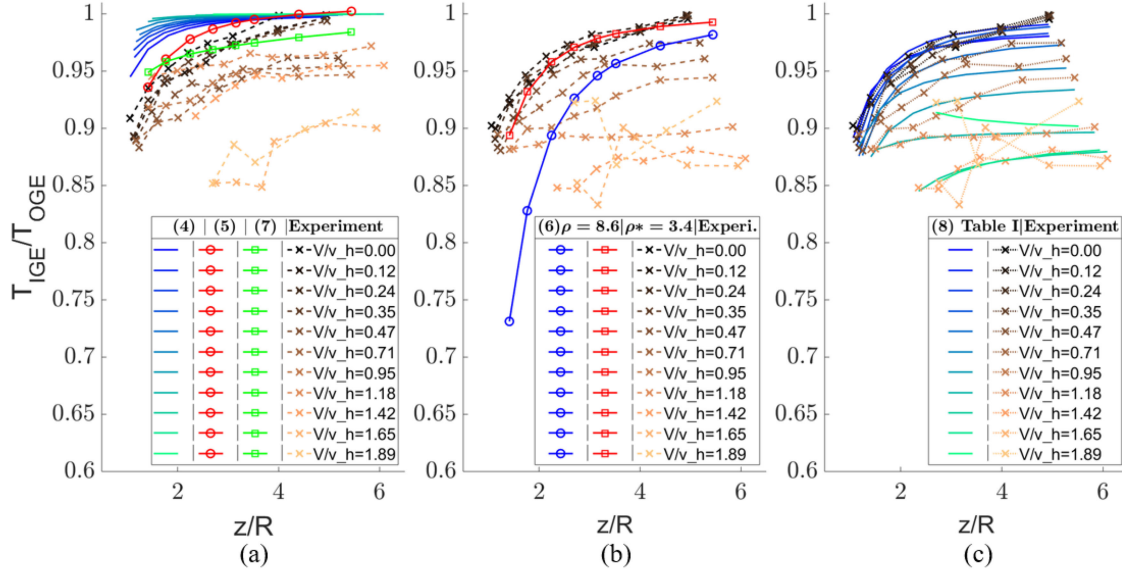 T_IGE/T_OGE
1
0.95
0.9
0.85
0.8
0.75
0.7
0.65
0.6
2 4 6
z/R
(a)
(4) | (5) | (7) |Experiment
V/v_h=0.00
V/v_h=0.12
V/v_h=0.24
V/v_h=0.35
V/v_h=0.47
V/v_h=0.71
V/v_h=0.95
V/v_h=1.18
V/v_h=1.42
V/v_h=1.65
V/v_h=1.89
1
0.95
0.9
0.85
0.8
0.75
0.7
0.65
0.6
2 4 6
z/R
(b)
(6)ρ = 8.6|ρ* = 3.4|Experi.
V/v_h=0.00
V/v_h=0.12
V/v_h=0.24
V/v_h=0.35
V/v_h=0.47
V/v_h=0.71
V/v_h=0.95
V/v_h=1.18
V/v_h=1.42
V/v_h=1.65
V/v_h=1.89
1
0.95
0.9
0.85
0.8
0.75
0.7
0.65
0.6
2 4 6
z/R
(c)
(8) Table I|Experiment
V/v_h=0.00
V/v_h=0.12
V/v_h=0.24
V/v_h=0.35
V/v_h=0.47
V/v_h=0.71
V/v_h=0.95
V/v_h=1.18
V/v_h=1.42
V/v_h=1.65
V/v_h=1.89